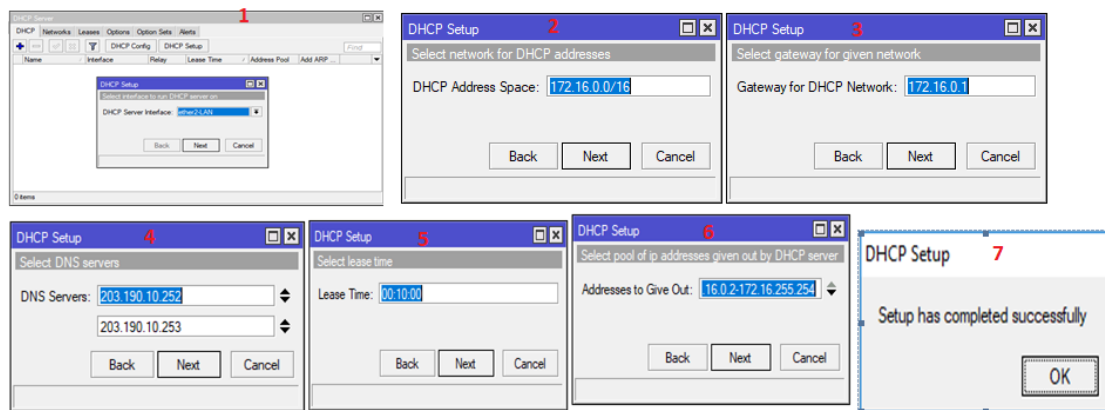 1
DHCP Server
DHCP Networks Leases Options Option Sets Alerts
DHCP Config DHCP Setup Find
Name Interface Relay Lease Time Address Pool Add ARP ...
DHCP Setup
Select interface to run DHCP server on
DHCP Server Interface: ether2-LAN
Back Next Cancel
0 items
DHCP Setup 2
Select network for DHCP addresses
DHCP Address Space: 172.16.0.0/16
Back Next Cancel
DHCP Setup 3
Select gateway for given network
Gateway for DHCP Network: 172.16.0.1
Back Next Cancel
DHCP Setup 4
Select DNS servers
DNS Servers: 203.190.10.252
203.190.10.253
Back Next Cancel
DHCP Setup 5
Select lease time
Lease Time: 00:10:00
Back Next Cancel
DHCP Setup 6
Select pool of ip addresses given out by DHCP server
Addresses to Give Out: .16.0.2-172.16.255.254
Back Next Cancel
DHCP Setup 7
Setup has completed successfully
OK